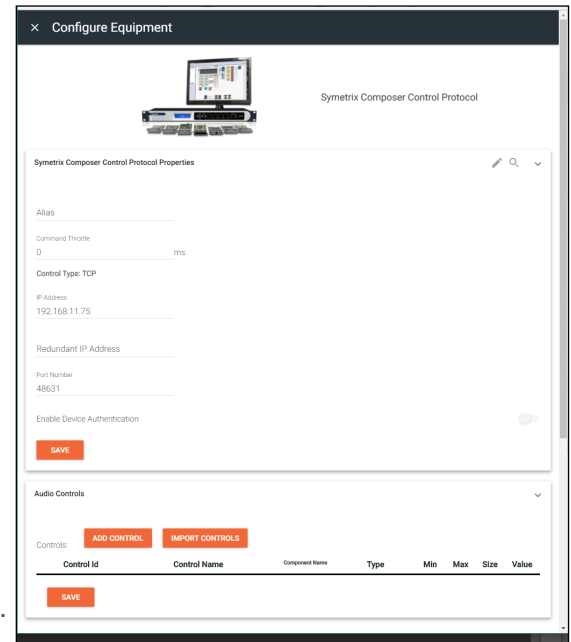 × Configure Equipment
Symetrix Composer Control Protocol
Symetrix Composer Control Protocol Properties
Alias
Command Throttle
0 ms
Control Type: TCP
IP Address
192.168.11.75
Redundant IP Address
Port Number
48631
Enable Device Authentication
SAVE
Audio Controls
Controls: ADD CONTROL IMPORT CONTROLS
Control Id Control Name Component Name Type Min Max Size Value
SAVE